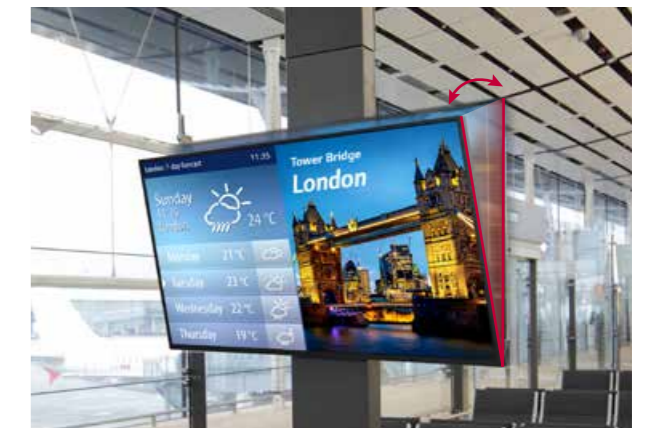 London 7-day forecast
11:35
Sunday
London
24 °C
Monday 21 °C
Tuesday 23 °C
Wednesday 22 °C
Thursday 19 °C
Tower Bridge
London